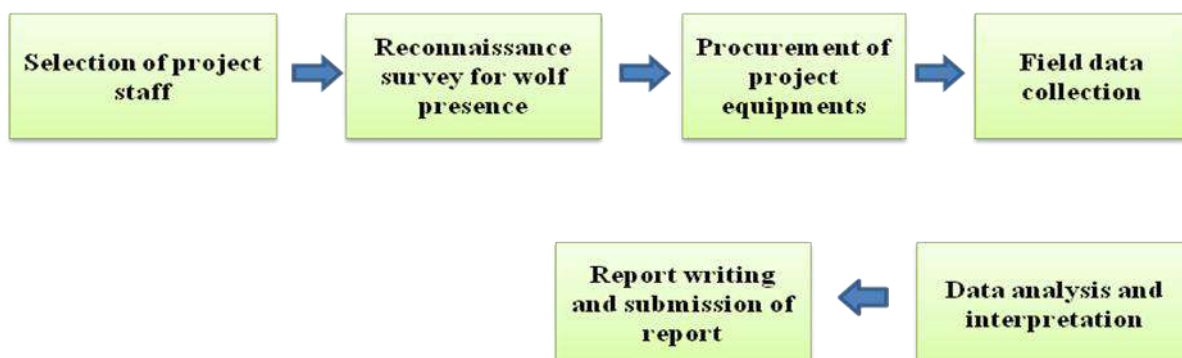 Selection of project
staff
Reconnaissance
survey for wolf
presence
Procurement of
project
equipments
Field data
collection
Data analysis and
interpretation
Report writing
and submission of
report